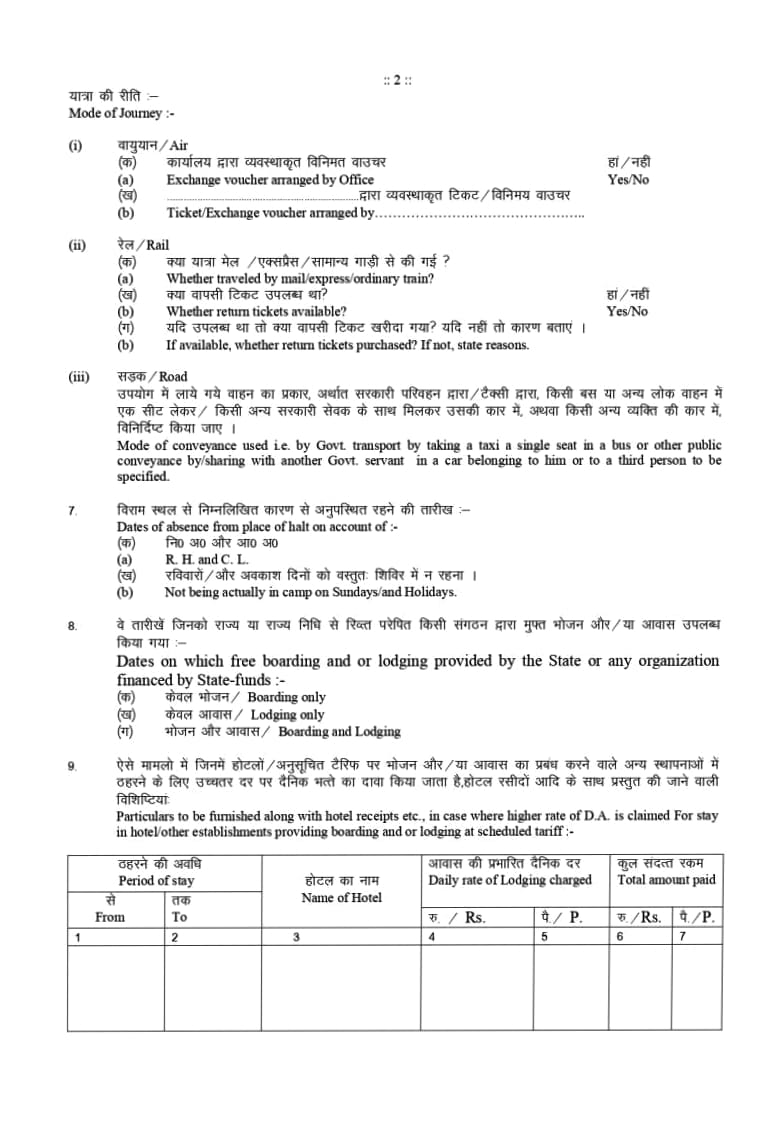 :: 2 ::
यात्रा की रीति :–
Mode of Journey :-
(i) वायुयान/Air
(क) कार्यालय द्वारा व्यवस्थाकृत विनिमत वाउचर हां/नहीं
(a) Exchange voucher arranged by Office Yes/No
(ख) ................................................................द्वारा व्यवस्थाकृत टिकट/विनिमय वाउचर
(b) Ticket/Exchange voucher arranged by………………………………………..
(ii) रेल/Rail
(क) क्या यात्रा मेल /एक्सप्रैस/सामान्य गाड़ी से की गई ?
(a) Whether traveled by mail/express/ordinary train?
(ख) क्या वापसी टिकट उपलब्ध था? हां/नहीं
(b) Whether return tickets available? Yes/No
(ग) यदि उपलब्ध था तो क्या वापसी टिकट खरीदा गया? यदि नहीं तो कारण बताएं ।
(b) If available, whether return tickets purchased? If not, state reasons.
(iii) सड़क/Road
उपयोग में लाये गये वाहन का प्रकार, अर्थात सरकारी परिवहन द्वारा/टैक्सी द्वारा, किसी बस या अन्य लोक वाहन में
एक सीट लेकर/ किसी अन्य सरकारी सेवक के साथ मिलकर उसकी कार में, अथवा किसी अन्य व्यक्ति की कार में,
विनिर्दिष्ट किया जाए ।
Mode of conveyance used i.e. by Govt. transport by taking a taxi a single seat in a bus or other public
conveyance by/sharing with another Govt. servant in a car belonging to him or to a third person to be
specified.
7. विराम स्थल से निम्नलिखित कारण से अनुपस्थित रहने की तारीख :–
Dates of absence from place of halt on account of :-
(क) नि0 अ0 और आ0 अ0
(a) R. H. and C. L.
(ख) रविवारों/और अवकाश दिनों को वस्तुतः शिविर में न रहना ।
(b) Not being actually in camp on Sundays/and Holidays.
8. वे तारीखें जिनको राज्य या राज्य निधि से रिव्त परेषित किसी संगठन द्वारा मुफ्त भोजन और/या आवास उपलब्ध
किया गया :–
Dates on which free boarding and or lodging provided by the State or any organization
financed by State-funds :-
(क) केवल भोजन/ Boarding only
(ख) केवल आवास/ Lodging only
(ग) भोजन और आवास/ Boarding and Lodging
9. ऐसे मामलो में जिनमें होटलों/अनुसूचित टैरिफ पर भोजन और/या आवास का प्रबंध करने वाले अन्य स्थापनाओं में
ठहरने के लिए उच्चतर दर पर दैनिक भत्ते का दावा किया जाता है,होटल रसीदों आदि के साथ प्रस्तुत की जाने वाली
विशिष्टियांः
Particulars to be furnished along with hotel receipts etc., in case where higher rate of D.A. is claimed For stay
in hotel/other establishments providing boarding and or lodging at scheduled tariff :-
ठहरने की अवधि
Period of stay
होटल का नाम
Name of Hotel
आवास की प्रभारित दैनिक दर
Daily rate of Lodging charged
कुल संदत्त रकम
Total amount paid
से
From
तक
To
रु. / Rs. पै/ P. रु./Rs. पै./P.
1 2 3 4 5 6 7